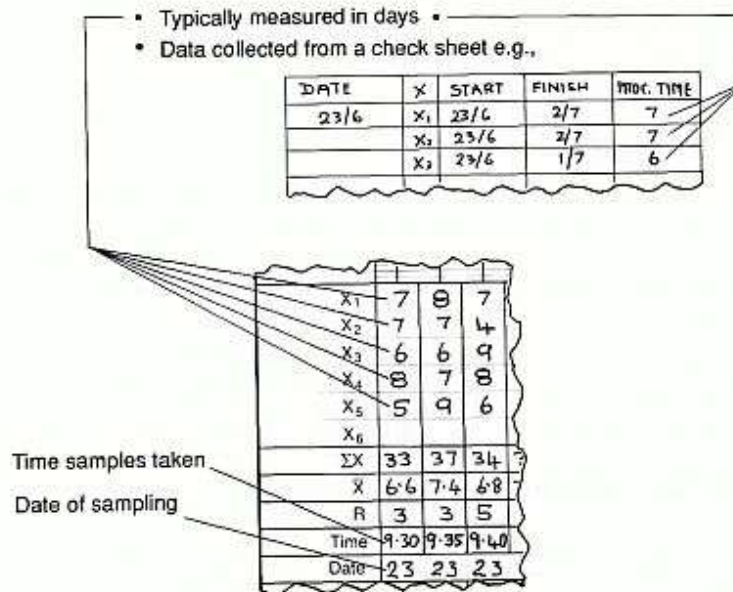 • Typically measured in days •
• Data collected from a check sheet e.g.,
DATE X START FINISH PROC. TIME
23/6 X₁ 23/6 2/7 7
X₂ 23/6 2/7 7
X₃ 23/6 1/7 6
X₁ 7 8 7
X₂ 7 7 4
X₃ 6 6 9
X₄ 8 7 8
X₅ 5 9 6
X₆
ΣX 33 37 34
X̄ 6·6 7·4 6·8
R 3 3 5
Time samples taken
Time 9·30 9·35 9·40
Date of sampling
Date 23 23 23